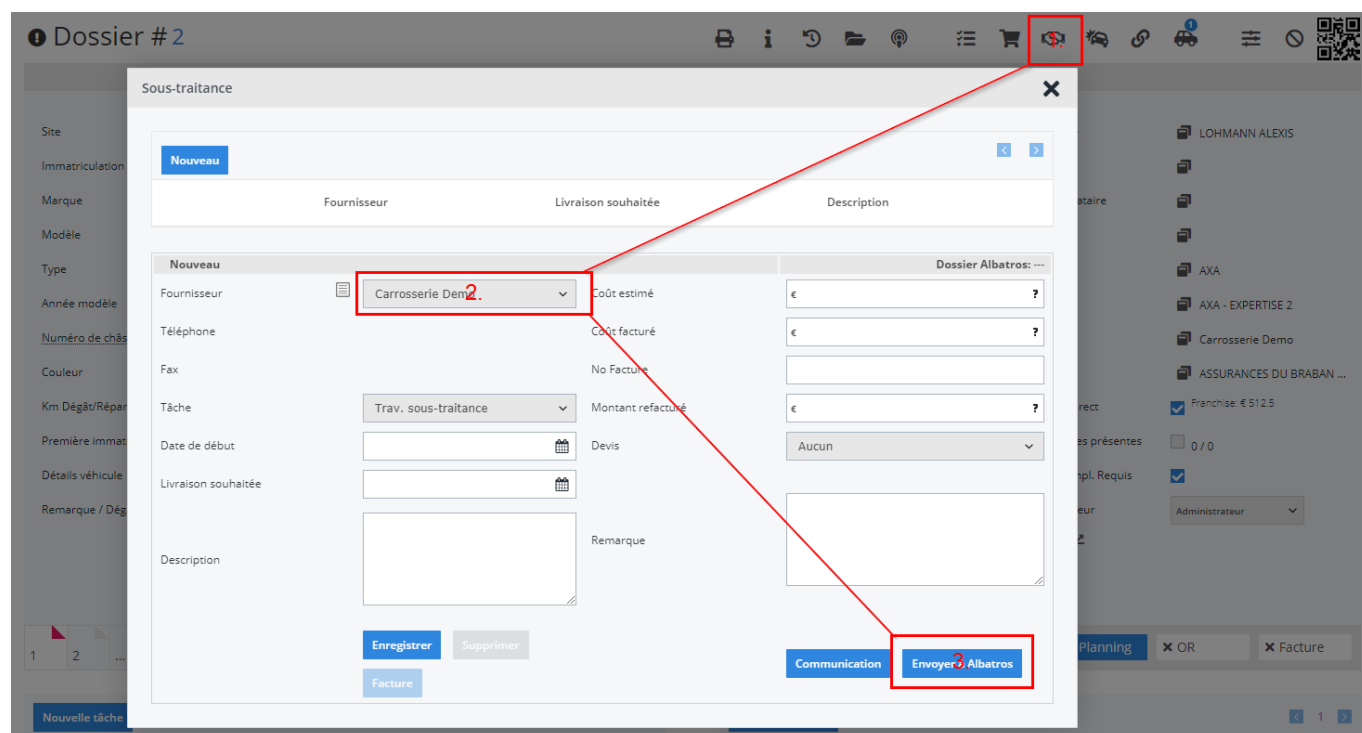 Dossier # 2
1
1.
Sous-traitance
Site
LOHMANN ALEXIS
Nouveau
Immatriculation
Fournisseur
Livraison souhaitée
Description
Marque
ataire
Modèle
Nouveau
Dossier Albatros: ---
Type
AXA
Fournisseur
Carrosserie Demo
2.
Coût estimé
€
?
Année modèle
AXA - EXPERTISE 2
Téléphone
Coût facturé
€
?
Numéro de châs
Carrosserie Demo
Fax
No Facture
Couleur
ASSURANCES DU BRABAN ...
Tâche
Trav. sous-traitance
Montant refacturé
€
?
Km Dégât/Répar
rect
Franchise: € 512.5
Date de début
Devis
Aucun
Première immat
es présentes
0 / 0
Livraison souhaitée
Détails véhicule
mpl. Requis
Remarque / Dég
eur
Administrateur
Description
Remarque
Enregistrer
Supprimer
1
2
...
Planning
OR
Facture
Communication
Envoyer à Albatros
3.
Facture
Nouvelle tâche
1